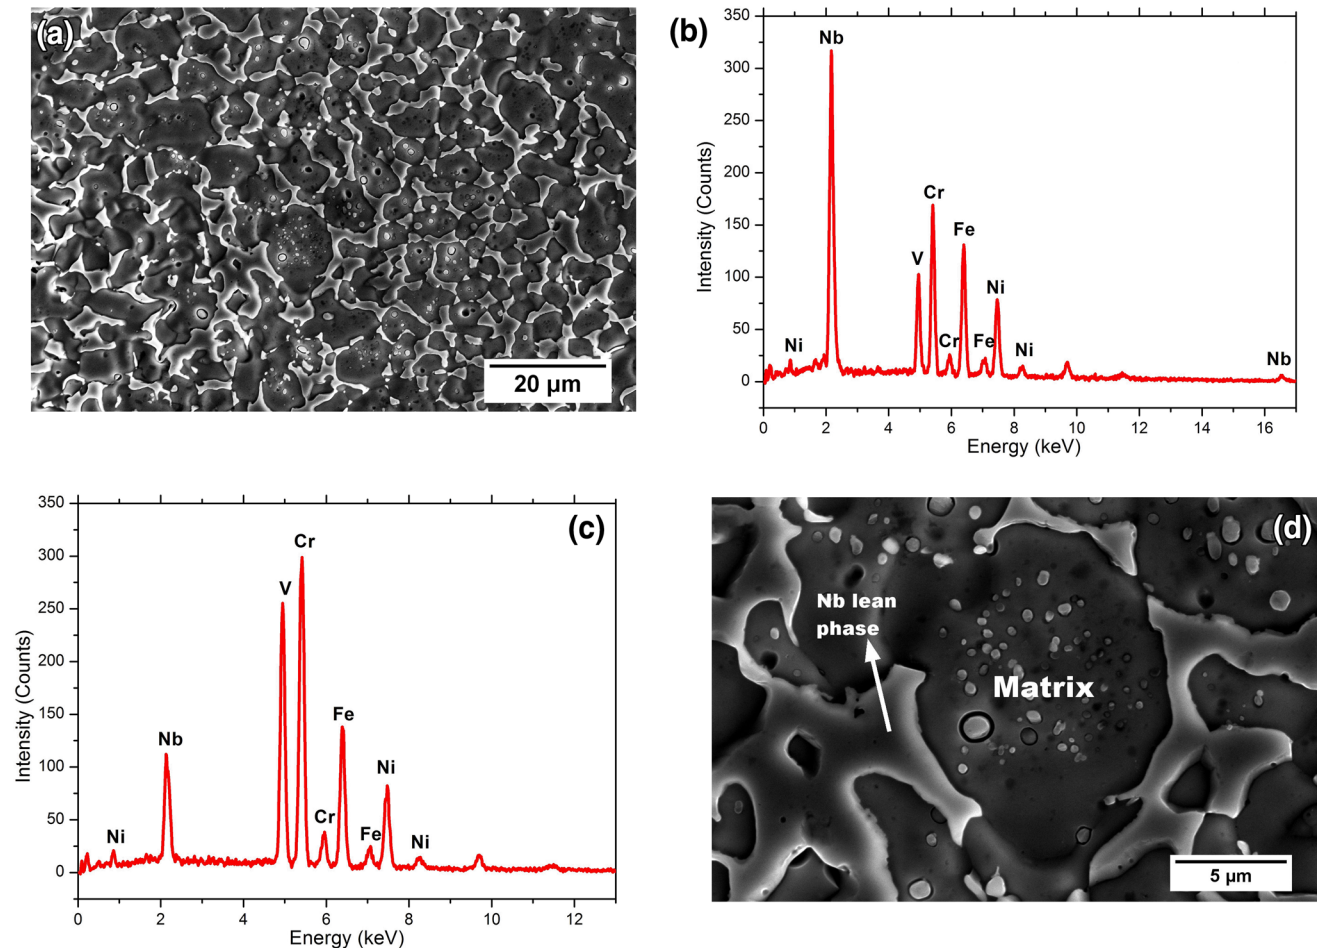 (a)
20 µm
(b)
350
300
250
200
150
100
50
0
Intensity (Counts)
Nb
Cr
Fe
V
Ni
Cr
Fe
Ni
Ni
Nb
0 2 4 6 8 10 12 14 16
Energy (keV)
(c)
350
300
250
200
150
100
50
0
Intensity (Counts)
Cr
V
Fe
Nb
Ni
Cr
Fe
Ni
Ni
0 2 4 6 8 10 12
Energy (keV)
(d)
Nb lean
phase
Matrix
5 µm